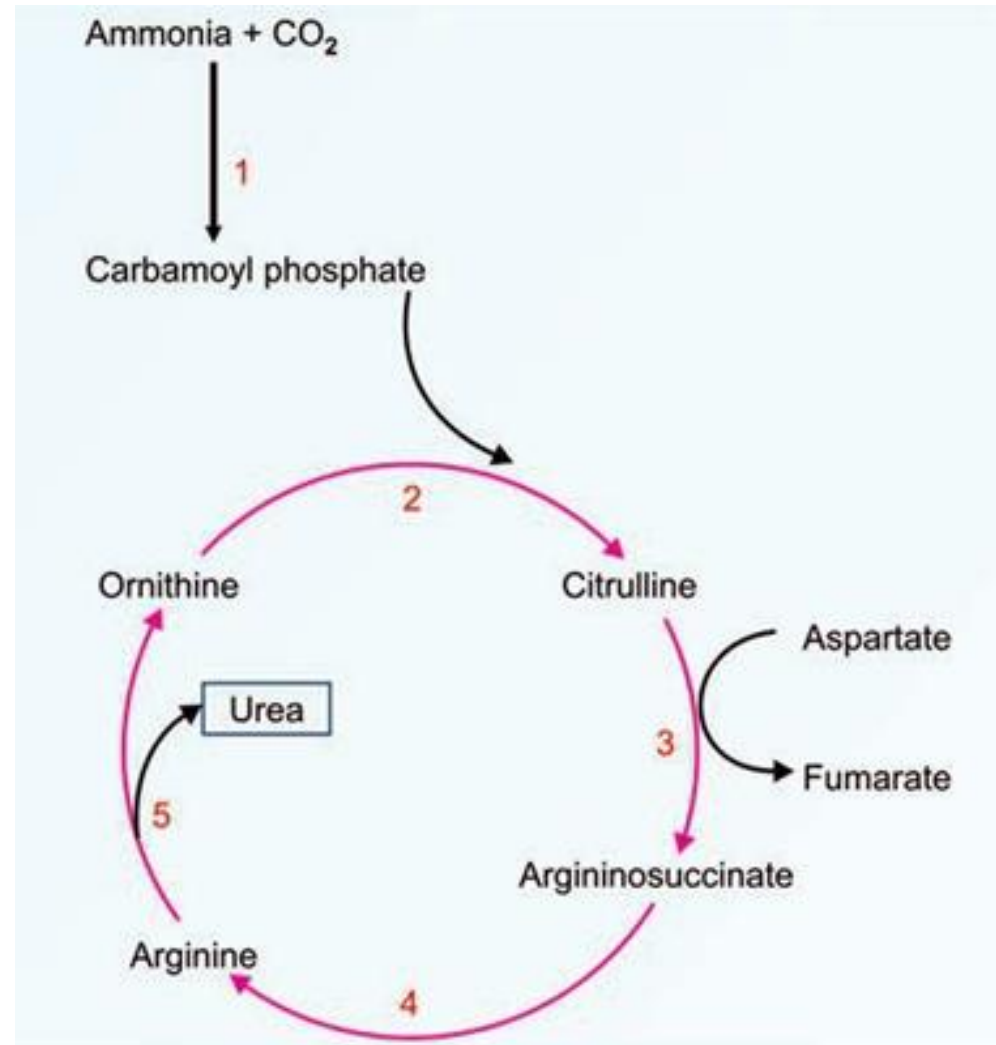 Ammonia + CO₂
1
Carbamoyl phosphate
2
Ornithine
Citrulline
Aspartate
Urea
3
Fumarate
5
Argininosuccinate
Arginine
4